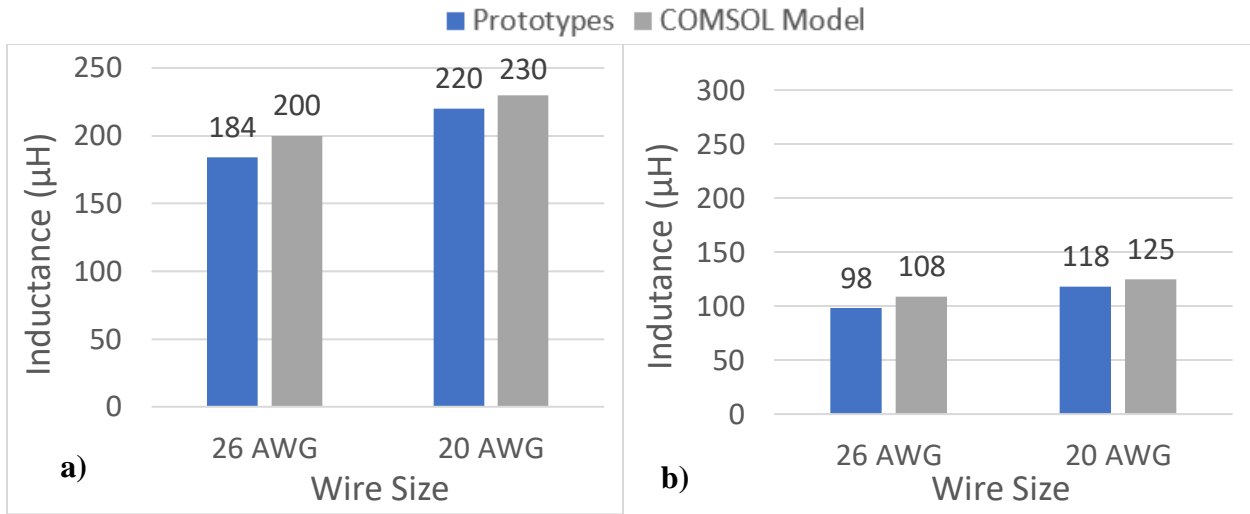 Prototypes COMSOL Model
Inductance (µH)
250
200
150
100
50
0
184
200
220
230
26 AWG
20 AWG
Wire Size
a)
Indutance (µH)
300
250
200
150
100
50
0
98
108
118
125
26 AWG
20 AWG
Wire Size
b)